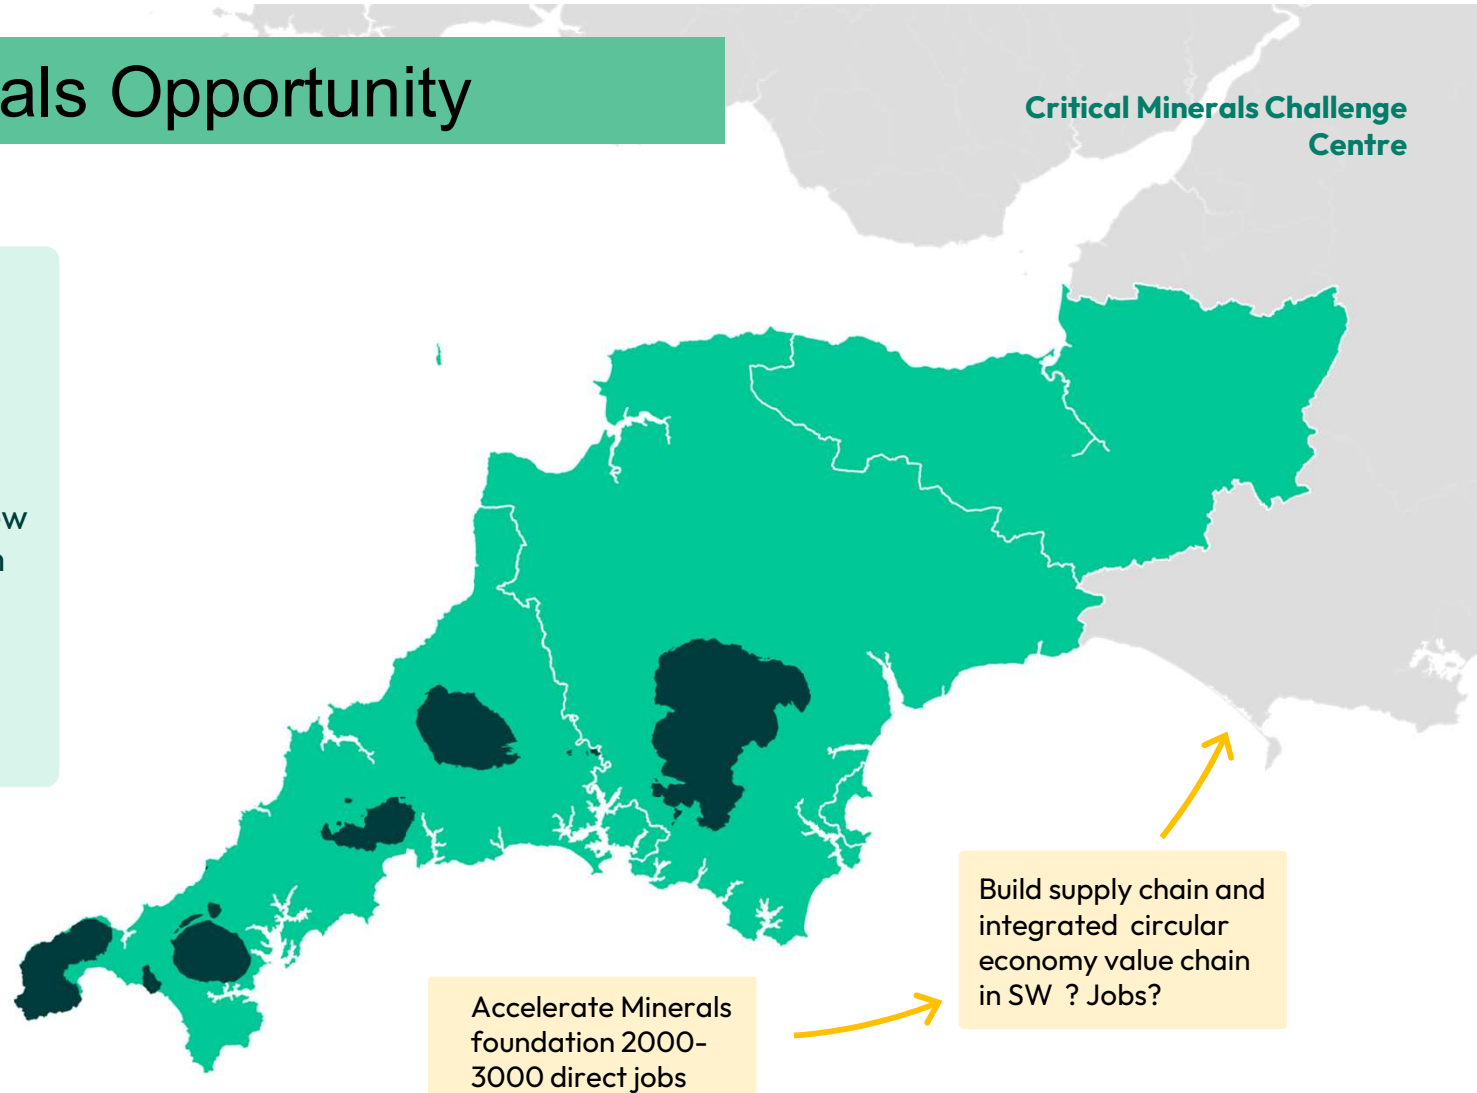 als Opportunity
Critical Minerals Challenge
Centre
w
n
Build supply chain and
integrated circular
economy value chain
in SW ? Jobs?
Accelerate Minerals
foundation 2000-
3000 direct jobs